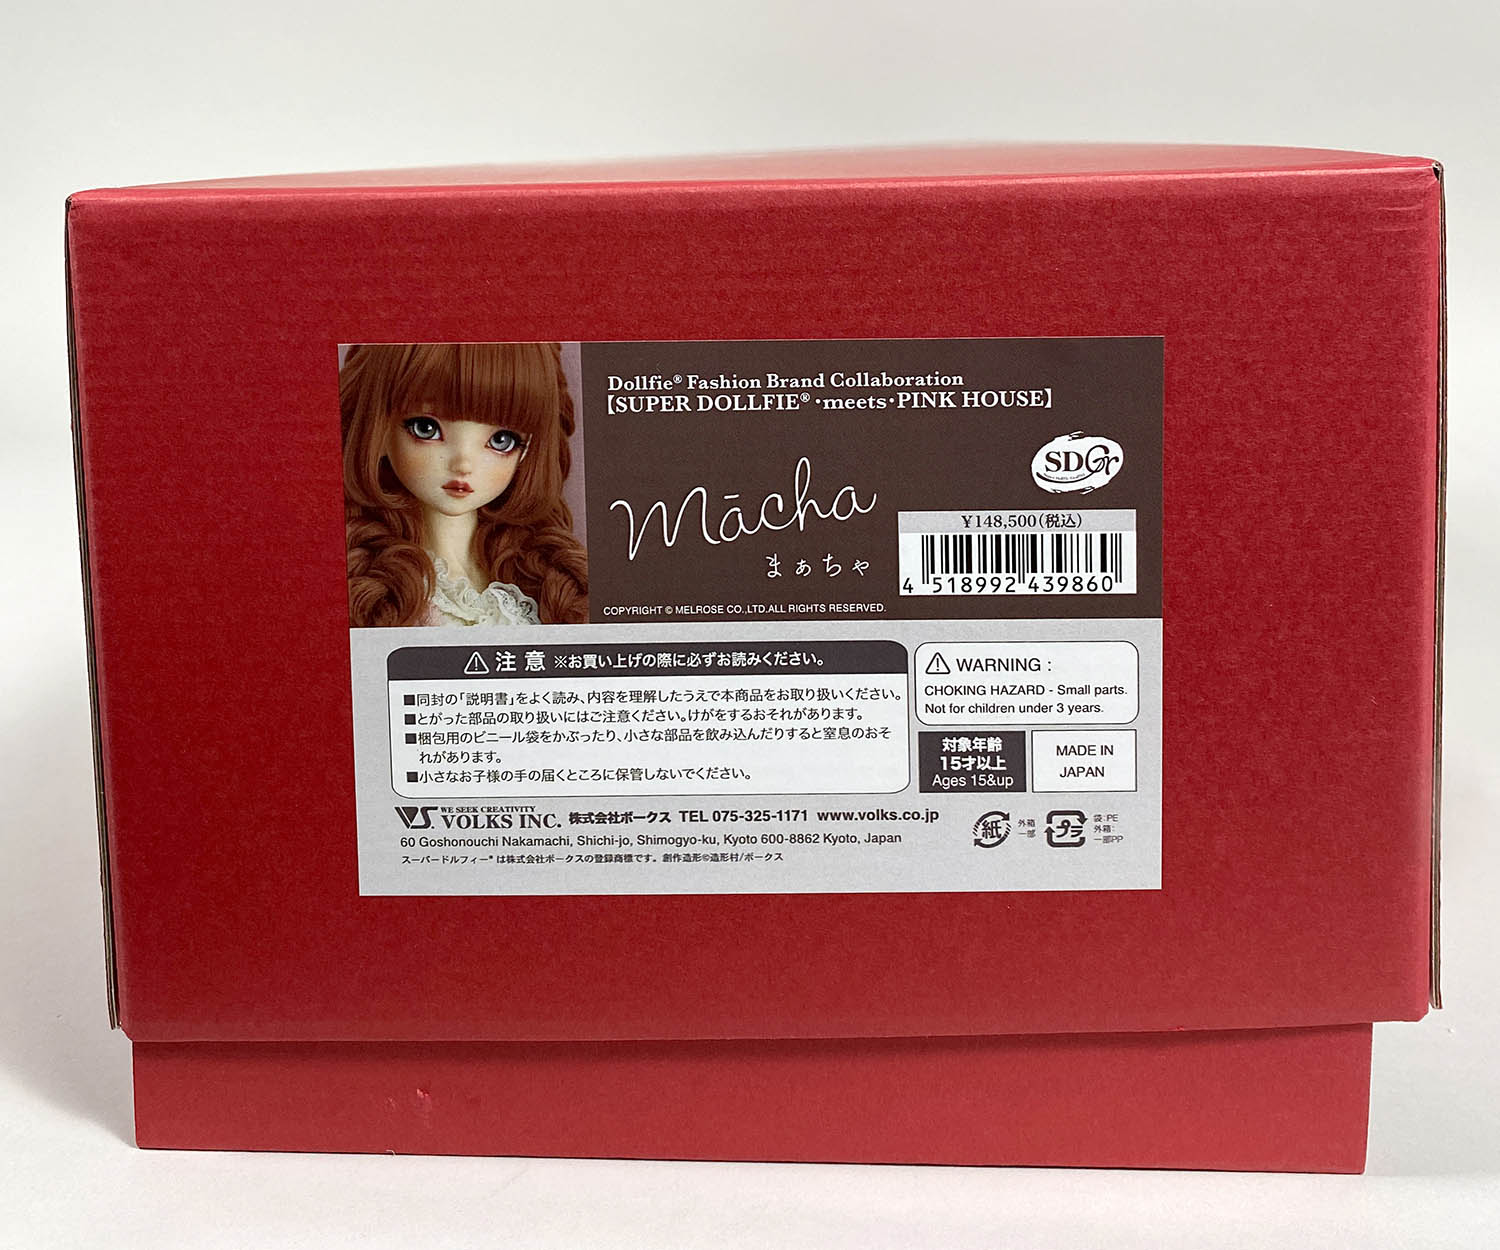 Dollfie® Fashion Brand Collaboration
【SUPER DOLLFIE®・meets・PINK HOUSE】
SDGr
Mācha
まぁちゃ
¥148,500(税込)
4 518992 439860
COPYRIGHT © MELROSE CO.,LTD.ALL RIGHTS RESERVED.
注意 ※お買い上げの際に必ずお読みください。
■同封の「説明書」をよく読み、内容を理解したうえで本商品をお取り扱いください。
■とがった部品の取り扱いにはご注意ください。けがをするおそれがあります。
■梱包用のビニール袋をかぶったり、小さな部品を飲み込んだりすると窒息のおそ
れがあります。
■小さなお子様の手の届くところに保管しないでください。
WARNING :
CHOKING HAZARD - Small parts.
Not for children under 3 years.
対象年齢
15才以上
Ages 15&up
MADE IN
JAPAN
WE SEEK CREATIVITY
VS. VOLKS INC. 株式会社ボークス TEL 075-325-1171 www.volks.co.jp
60 Goshonouchi Nakamachi, Shichi-jo, Shimogyo-ku, Kyoto 600-8862 Kyoto, Japan
スーパードルフィー® は株式会社ボークスの登録商標です。創作造形©造形村/ボークス
紙
外箱
一部
プラ
袋:PE
外箱:
一部PP